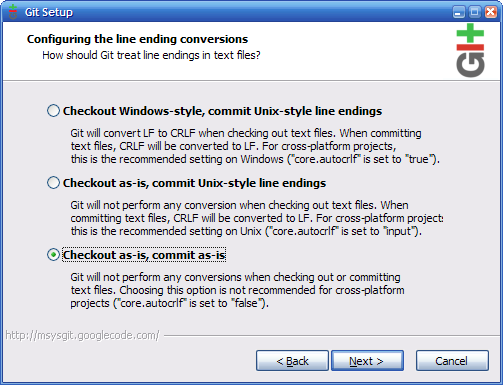 Git Setup
Configuring the line ending conversions
How should Git treat line endings in text files?
Git
Checkout Windows-style, commit Unix-style line endings
Git will convert LF to CRLF when checking out text files. When committing
text files, CRLF will be converted to LF. For cross-platform projects,
this is the recommended setting on Windows ("core.autocrlf" is set to "true").
Checkout as-is, commit Unix-style line endings
Git will not perform any conversion when checking out text files. When
committing text files, CRLF will be converted to LF. For cross-platform projects
this is the recommended setting on Unix ("core.autocrlf" is set to "input").
Checkout as-is, commit as-is
Git will not perform any conversions when checking out or committing
text files. Choosing this option is not recommended for cross-platform
projects ("core.autocrlf" is set to "false").
http://msysgit.googlecode.com/
< Back
Next >
Cancel